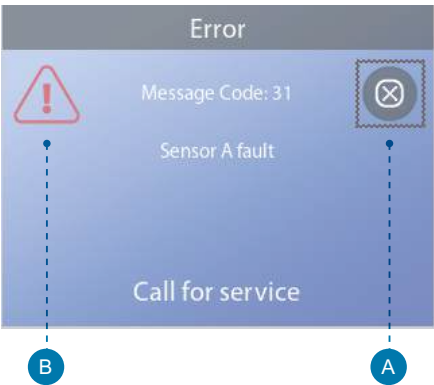 Error
Message Code: 31
Sensor A fault
Call for service
B
A